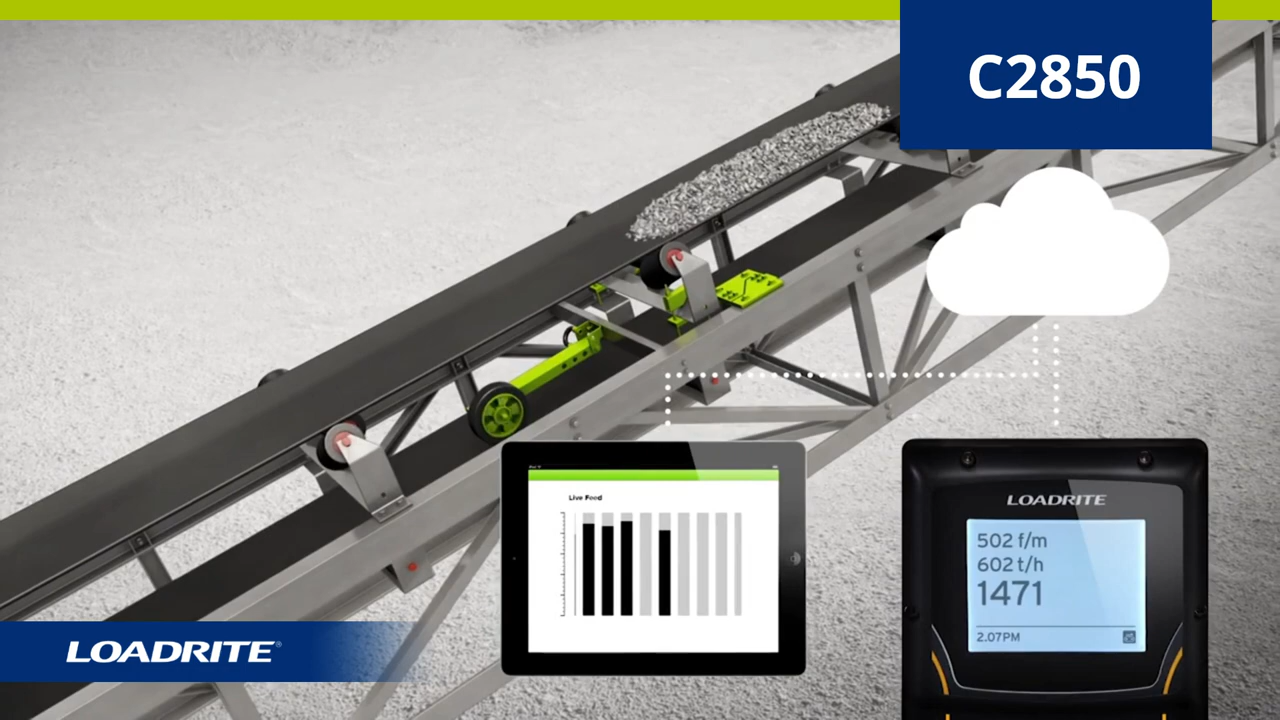 C2850
Live Feed
LOADRITE
502 f/m
602 t/h
1471
2.07PM
LOADRITE®